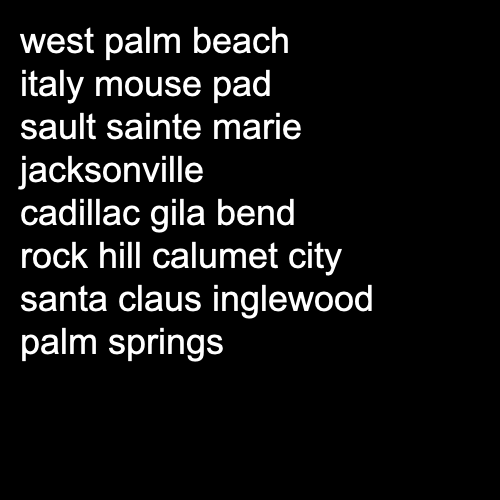 west palm beach
italy mouse pad
sault sainte marie
jacksonville
cadillac gila bend
rock hill calumet city
santa claus inglewood
palm springs